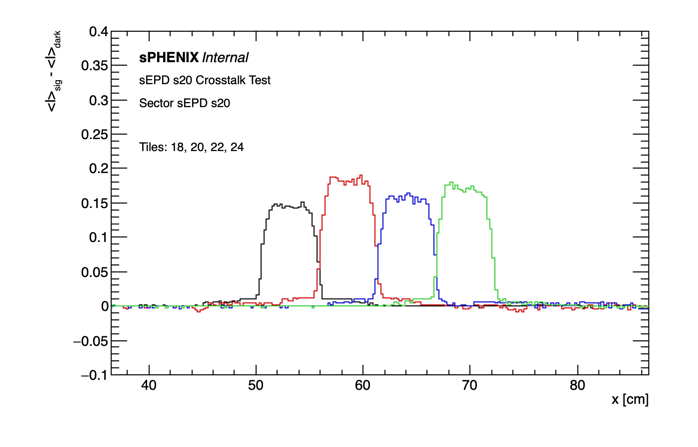 0.4
0.35
0.3
0.25
0.2
0.15
0.1
0.05
0
−0.05
−0.1
<I>sig - <I>dark
sPHENIX Internal
sEPD s20 Crosstalk Test
Sector sEPD s20
Tiles: 18, 20, 22, 24
40 50 60 70 80
x [cm]